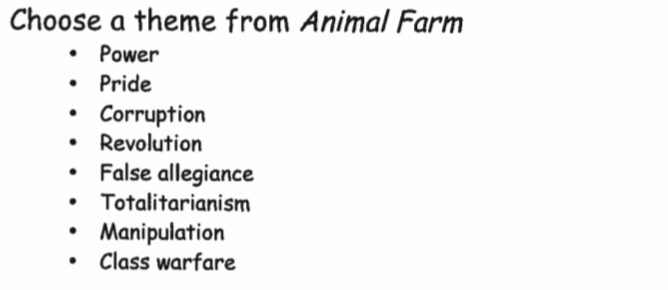 Choose a theme from Animal Farm
• Power
• Pride
• Corruption
• Revolution
• False allegiance
• Totalitarianism
• Manipulation
• Class warfare